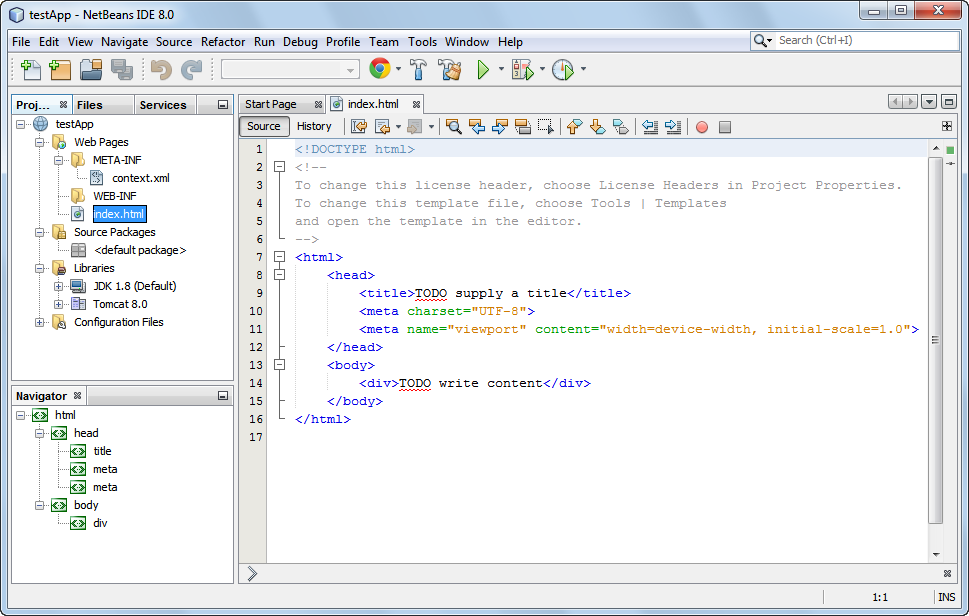 testApp - NetBeans IDE 8.0
File Edit View Navigate Source Refactor Run Debug Profile Team Tools Window Help
Search (Ctrl+I)
Proj... Files Services
testApp
Web Pages
META-INF
context.xml
WEB-INF
index.html
Source Packages
<default package>
Libraries
JDK 1.8 (Default)
Tomcat 8.0
Configuration Files
Navigator
html
head
title
meta
meta
body
div
Start Page index.html
Source History
1 <!DOCTYPE html>
2 <!--
3 To change this license header, choose License Headers in Project Properties.
4 To change this template file, choose Tools | Templates
5 and open the template in the editor.
6 -->
7 <html>
8 <head>
9 <title>TODO supply a title</title>
10 <meta charset="UTF-8">
11 <meta name="viewport" content="width=device-width, initial-scale=1.0">
12 </head>
13 <body>
14 <div>TODO write content</div>
15 </body>
16 </html>
17
1:1 INS